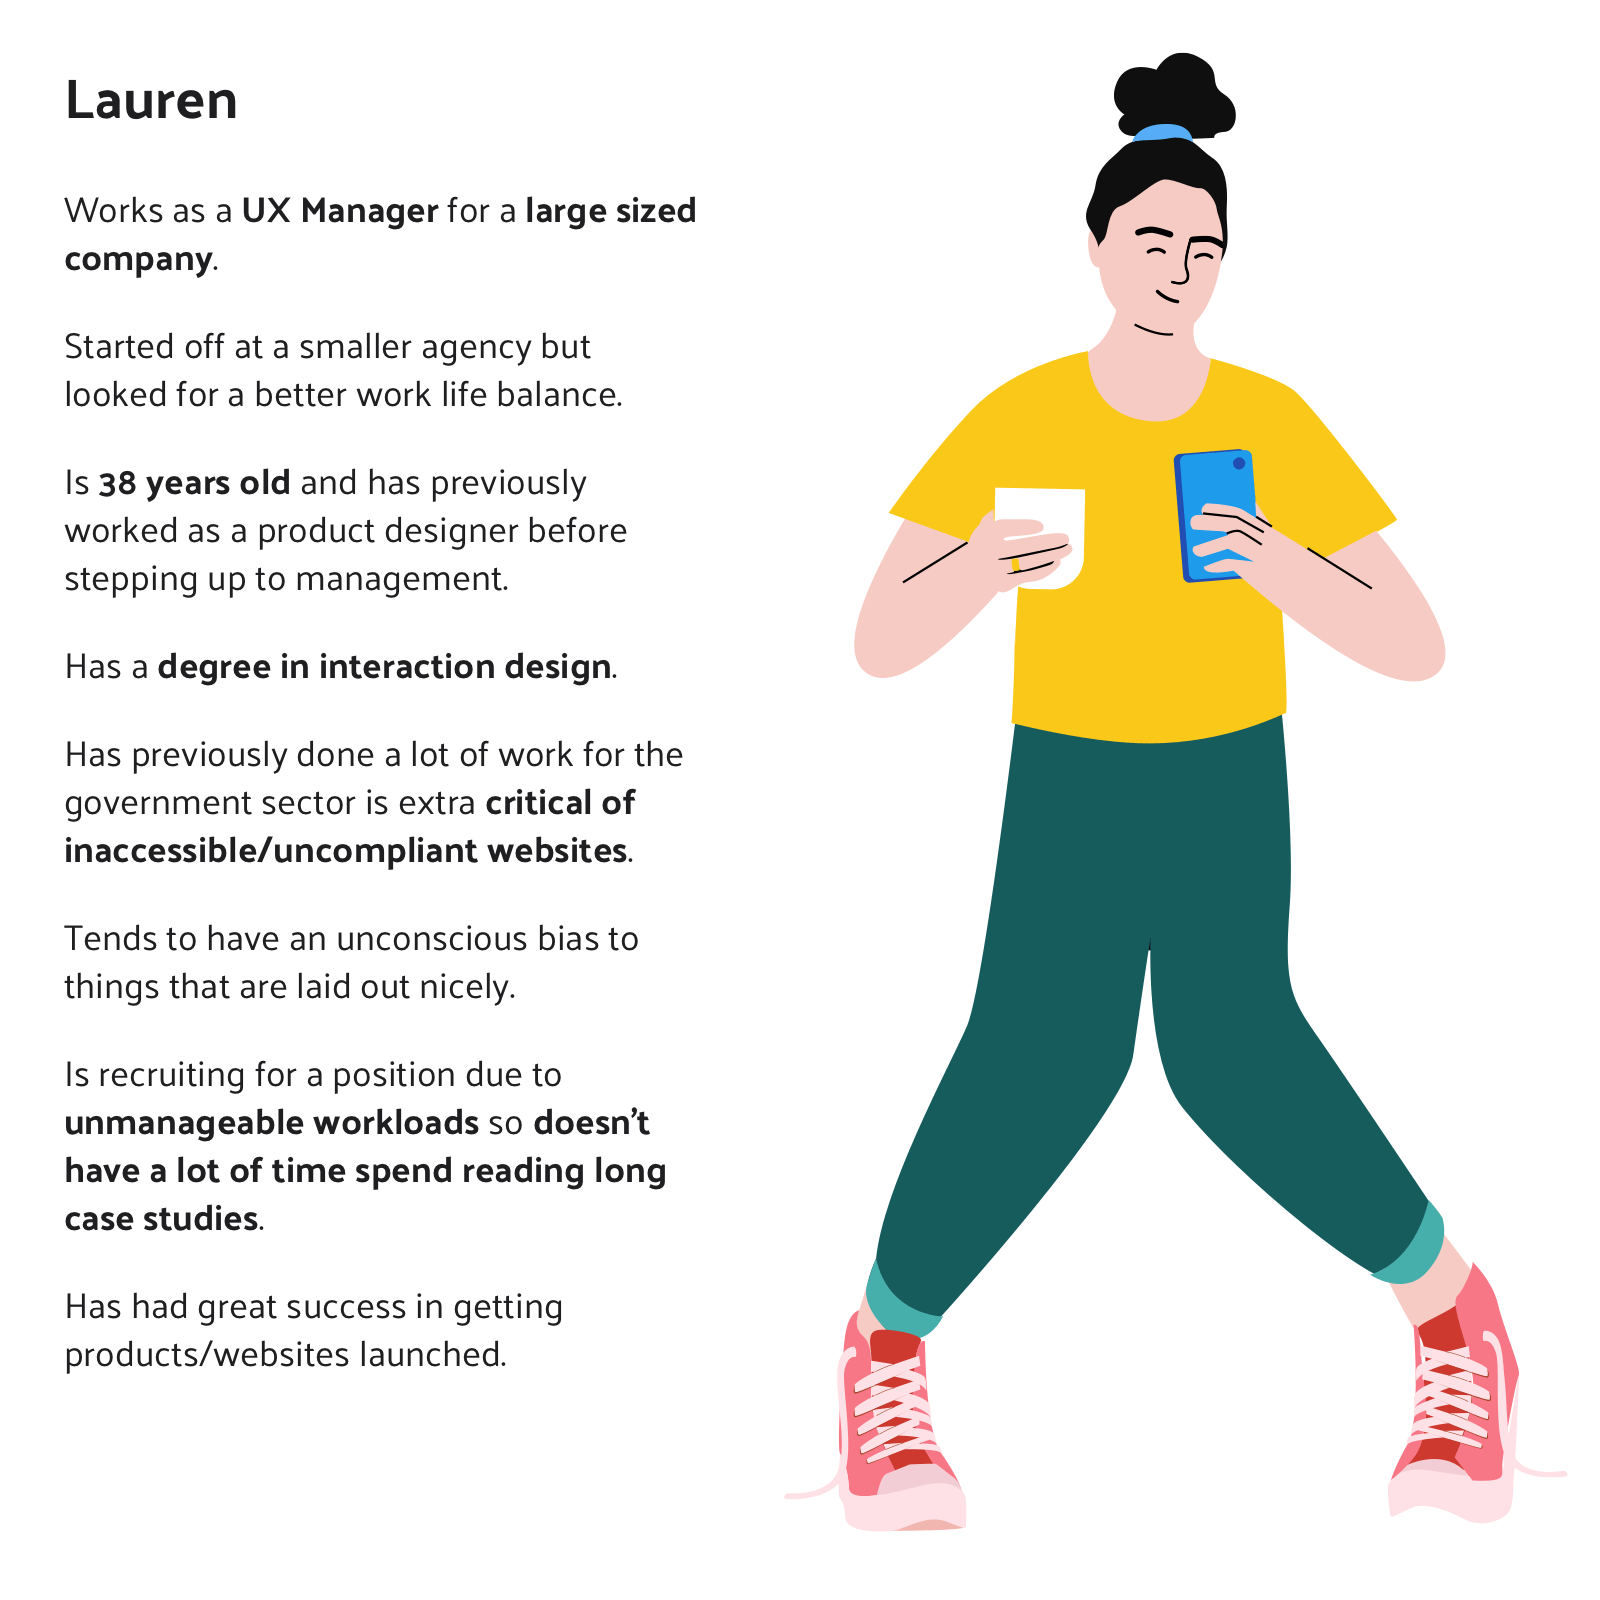 Lauren
Works as a UX Manager for a large sized
company.
Started off at a smaller agency but
looked for a better work life balance.
Is 38 years old and has previously
worked as a product designer before
stepping up to management.
Has a degree in interaction design.
Has previously done a lot of work for the
government sector is extra critical of
inaccessible/uncompliant websites.
Tends to have an unconscious bias to
things that are laid out nicely.
Is recruiting for a position due to
unmanageable workloads so doesn't
have a lot of time spend reading long
case studies.
Has had great success in getting
products/websites launched.